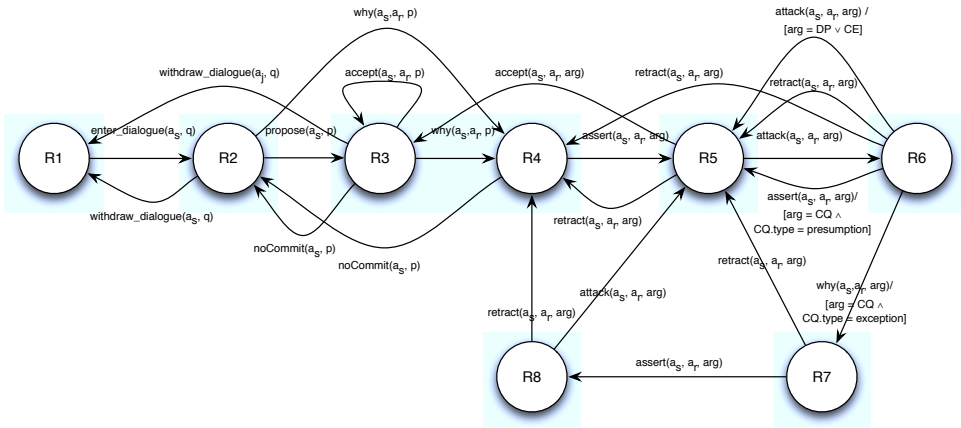 why(as,ar, p)
attack(as, ar, arg) /
[arg = DP ∨ CE]
withdraw_dialogue(aj, q)
accept(as, ar, p)
accept(as, ar, arg)
retract(as, ar, arg)
retract(as, ar, arg)
enter_dialogue(as, q)
propose(as, p)
why(as,ar, p)
assert(as, ar, arg)
attack(as, ar, arg)
R1
R2
R3
R4
R5
R6
withdraw_dialogue(as, q)
noCommit(as, p)
noCommit(as, p)
retract(as, ar, arg)
assert(as, ar, arg)/
[arg = CQ ∧
CQ.type = presumption]
retract(as, ar, arg)
attack(as, ar, arg)
why(as,ar, arg)/
[arg = CQ ∧
CQ.type = exception]
retract(as, ar, arg)
assert(as, ar, arg)
R8
R7